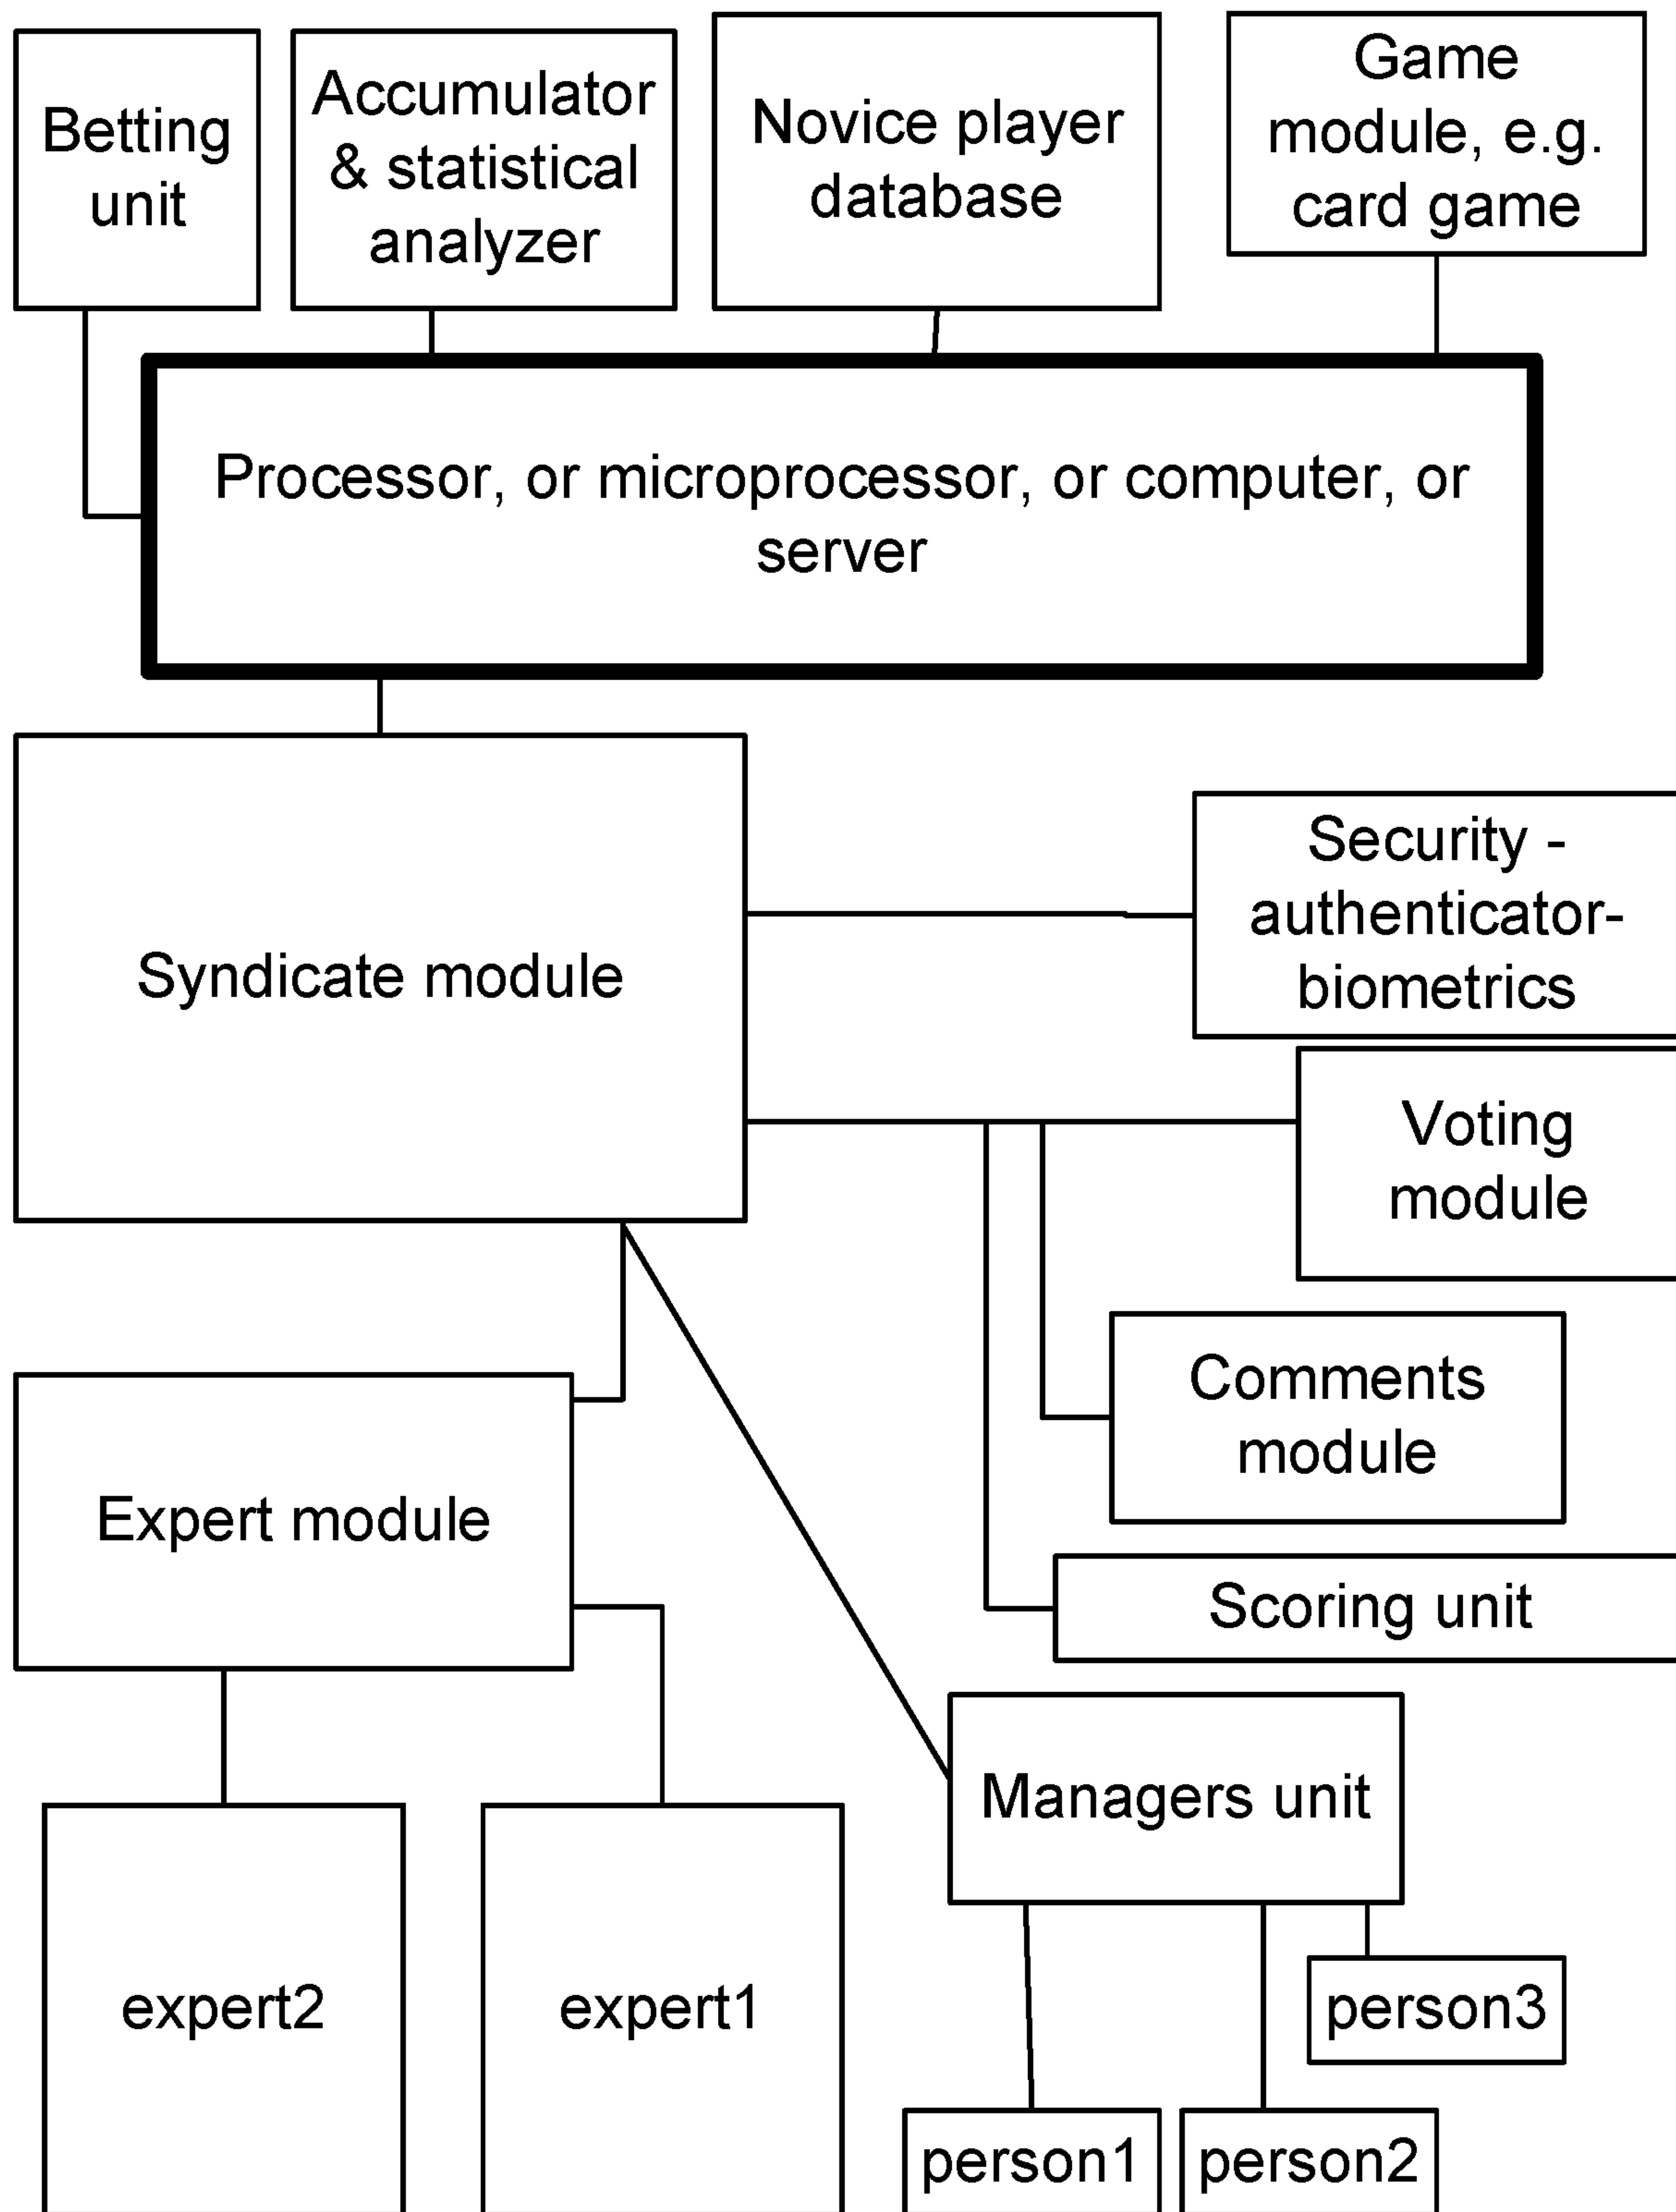 Betting
unit
Accumulator
& statistical
analyzer
Novice player
database
Game
module, e.g.
card game
Processor, or microprocessor, or computer, or
server
Syndicate module
Security -
authenticator-
biometrics
Voting
module
Comments
module
Expert module
Scoring unit
Managers unit
expert2
expert1
person3
person1
person2